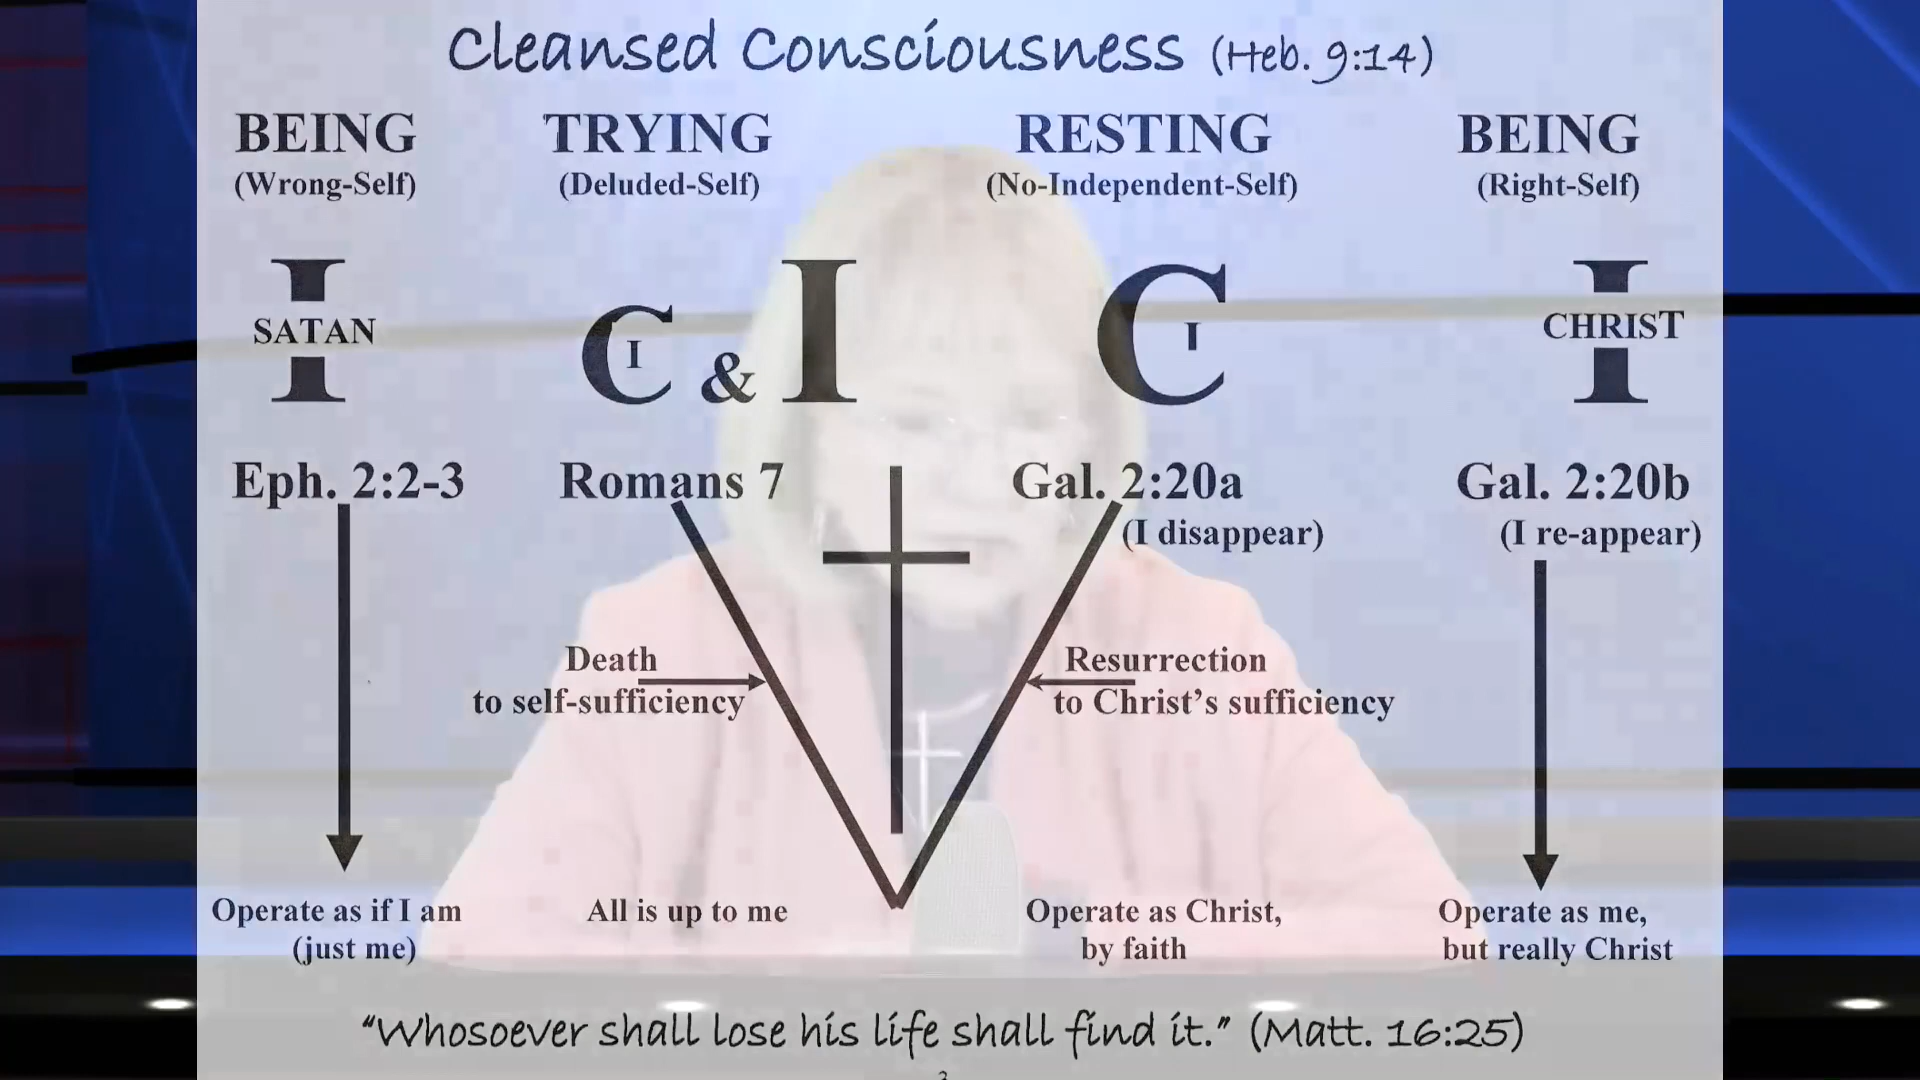 Cleansed Consciousness (Heb. 9:14)
BEING TRYING RESTING BEING
(Wrong-Self) (Deluded-Self) (No-Independent-Self) (Right-Self)
I SATAN C I & I C I I CHRIST
Eph. 2:2-3 Romans 7 Gal. 2:20a Gal. 2:20b
(I disappear) (I re-appear)
Death Resurrection
to self-sufficiency to Christ's sufficiency
Operate as if I am All is up to me Operate as Christ, Operate as me,
(just me) by faith but really Christ
“Whosoever shall lose his life shall find it.” (Matt. 16:25)